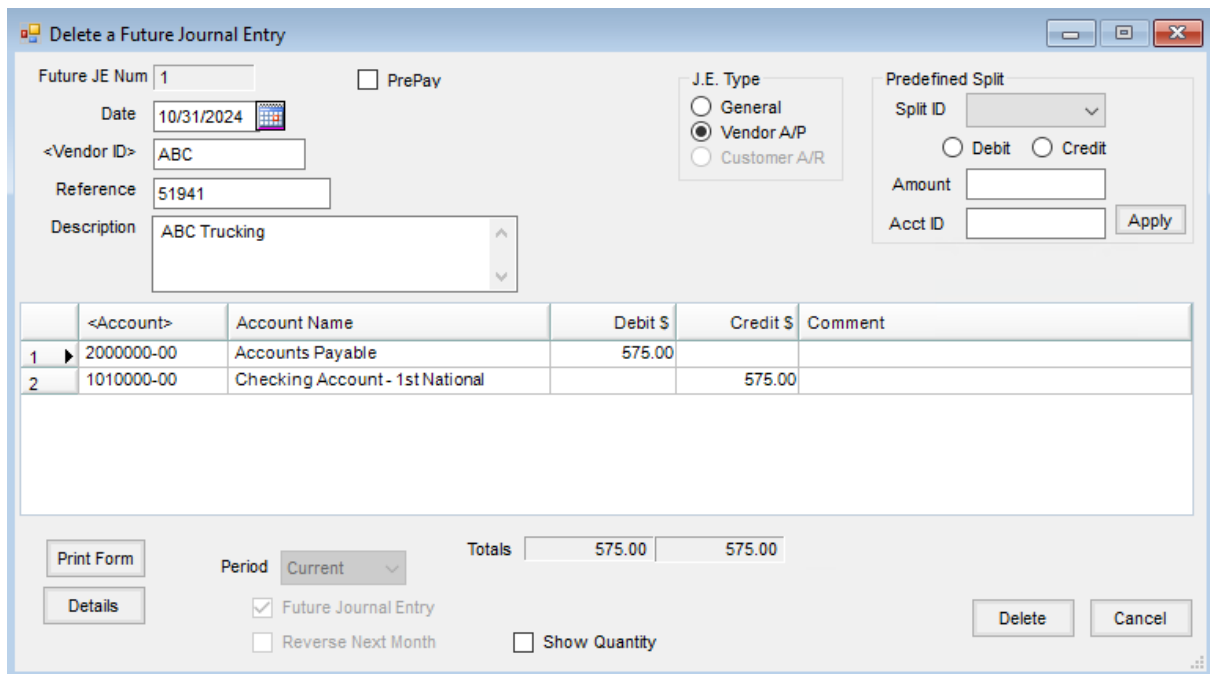 Delete a Future Journal Entry
Future JE Num 1
PrePay
Date 10/31/2024
<Vendor ID> ABC
Reference 51941
Description ABC Trucking
J.E. Type
General
Vendor A/P
Customer A/R
Predefined Split
Split ID
Debit Credit
Amount
Acct ID Apply
<Account> Account Name Debit $ Credit $ Comment
1 2000000-00 Accounts Payable 575.00
2 1010000-00 Checking Account - 1st National 575.00
Totals 575.00 575.00
Print Form
Period Current
Details
Future Journal Entry
Reverse Next Month
Show Quantity
Delete Cancel